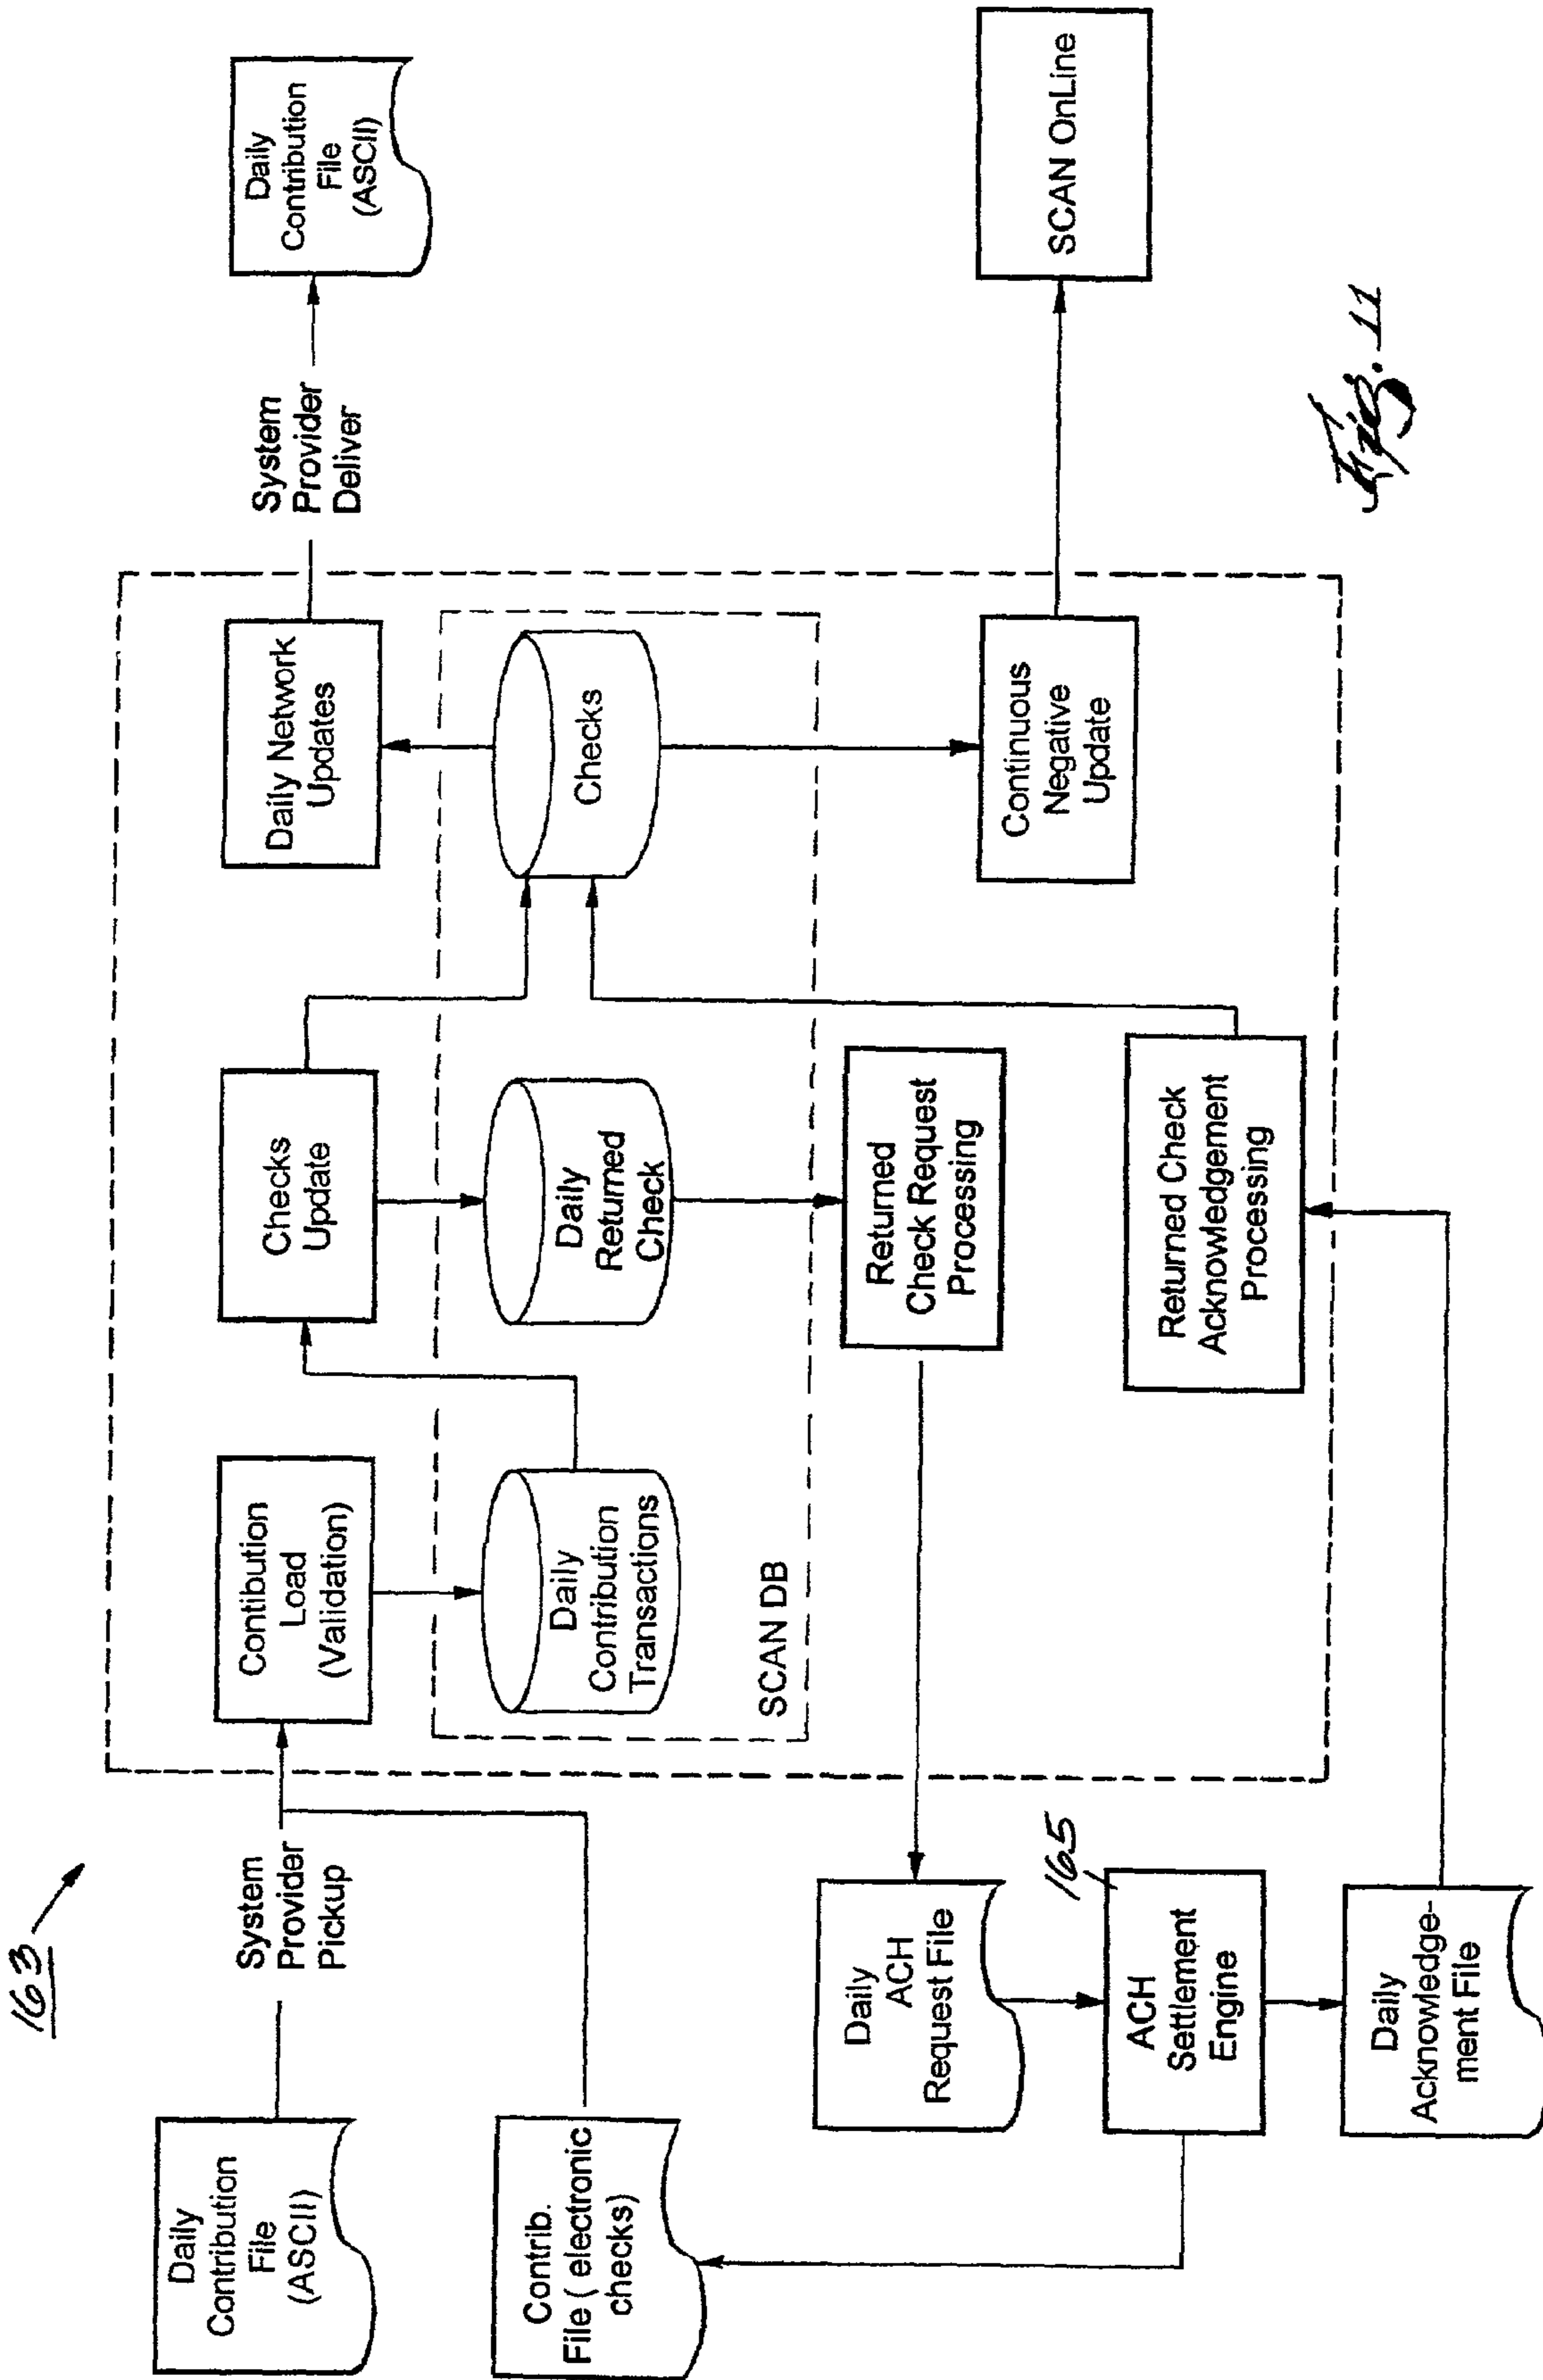 163
Daily
Contribution
File
(ASCII)
System
Provider
Pickup
Contibution
Load
(Validation)
Checks
Update
Daily Network
Updates
System
Provider
Deliver
Daily
Contribution
File
(ASCII)
Contrib.
File ( electronic
checks)
Daily
Contribution
Transactions
Daily
Returned
Check
Checks
SCAN DB
Daily
ACH
Request File
Returned
Check Request
Processing
Continuous
Negative
Update
SCAN OnLine
165
ACH
Settlement
Engine
Returned Check
Acknowledgement
Processing
Daily
Acknowledge-
ment File
Fig. 11